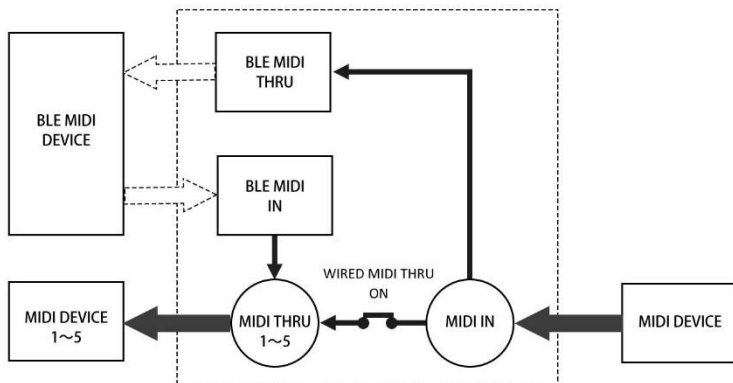 BLE MIDI
THRU
BLE MIDI
DEVICE
BLE MIDI
IN
WIRED MIDI THRU
ON
MIDI DEVICE
1～5
MIDI THRU
1～5
MIDI IN
MIDI DEVICE